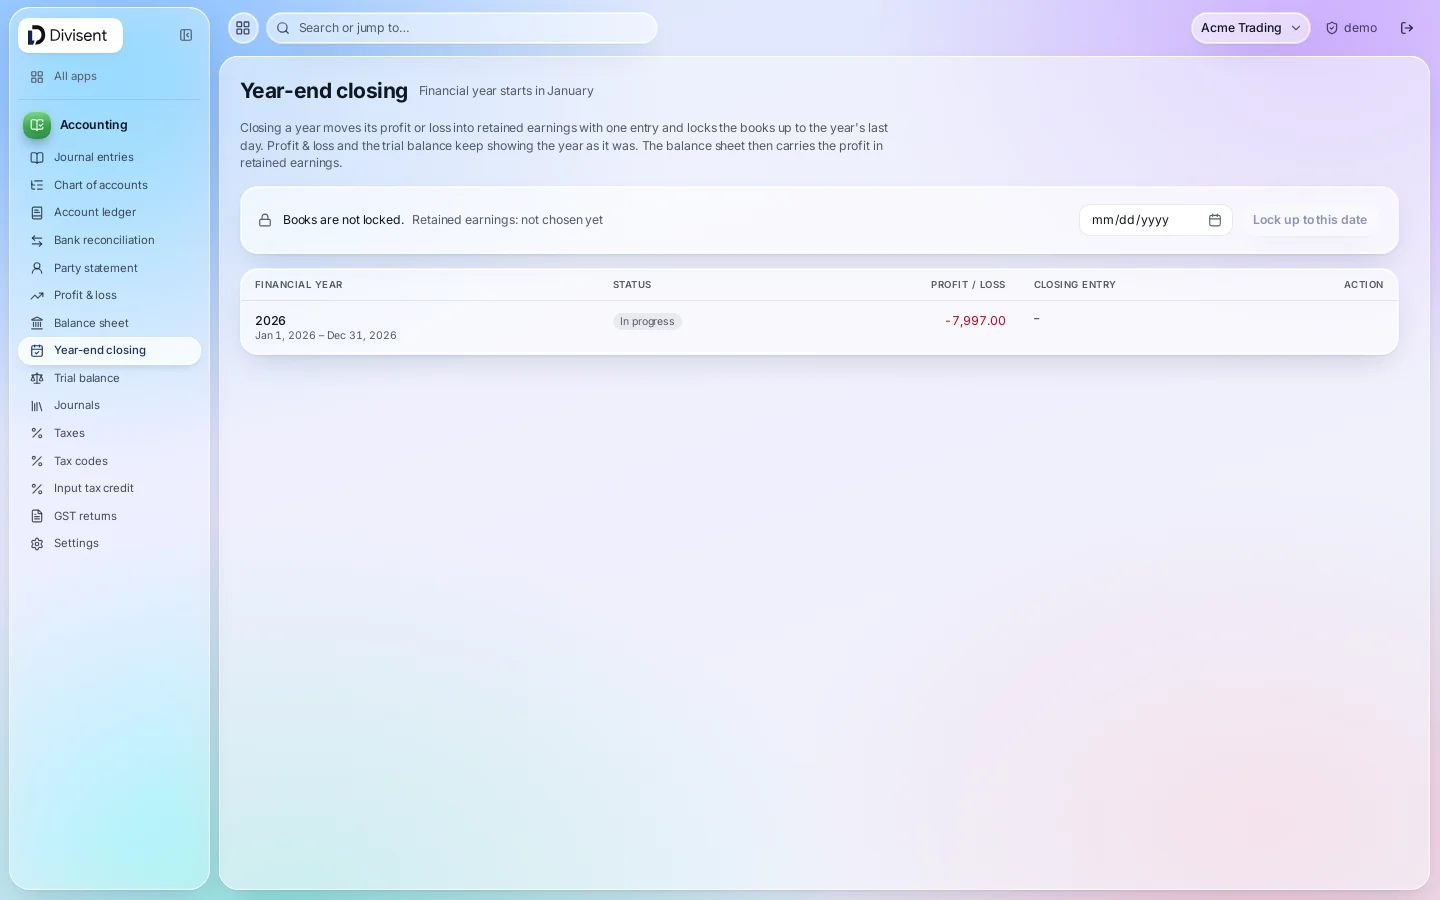 Divisent
All apps
Accounting
Journal entries
Chart of accounts
Account ledger
Bank reconciliation
Party statement
Profit & loss
Balance sheet
Year-end closing
Trial balance
Journals
Taxes
Tax codes
Input tax credit
GST returns
Settings
Search or jump to...
Acme Trading
demo
Year-end closing Financial year starts in January
Closing a year moves its profit or loss into retained earnings with one entry and locks the books up to the year's last
day. Profit & loss and the trial balance keep showing the year as it was. The balance sheet then carries the profit in
retained earnings.
Books are not locked. Retained earnings: not chosen yet
mm/dd/yyyy
Lock up to this date
FINANCIAL YEAR STATUS PROFIT / LOSS CLOSING ENTRY ACTION
2026 In progress -7,997.00 –
Jan 1, 2026 – Dec 31, 2026